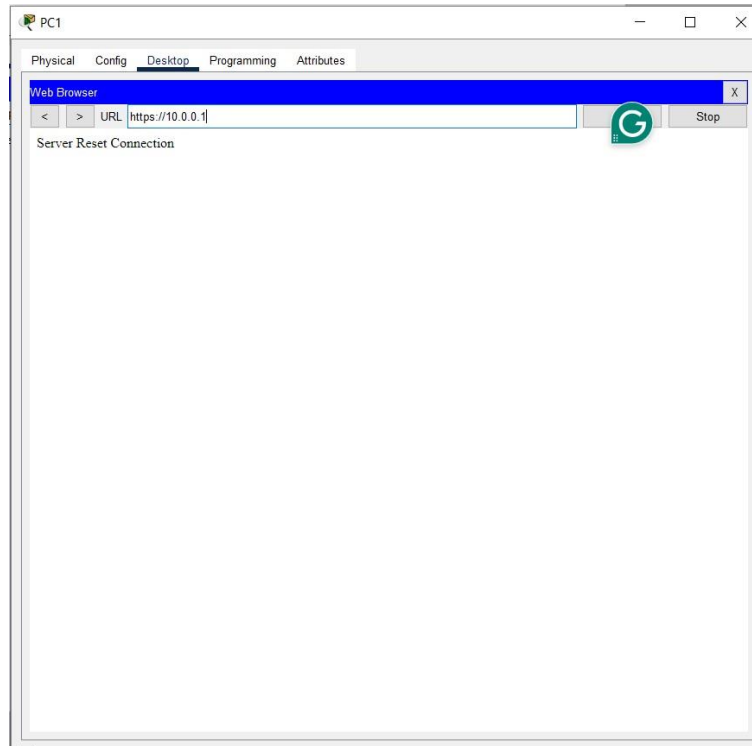 PC1
Physical Config Desktop Programming Attributes
Web Browser X
< > URL https://10.0.0.1 G Stop
Server Reset Connection